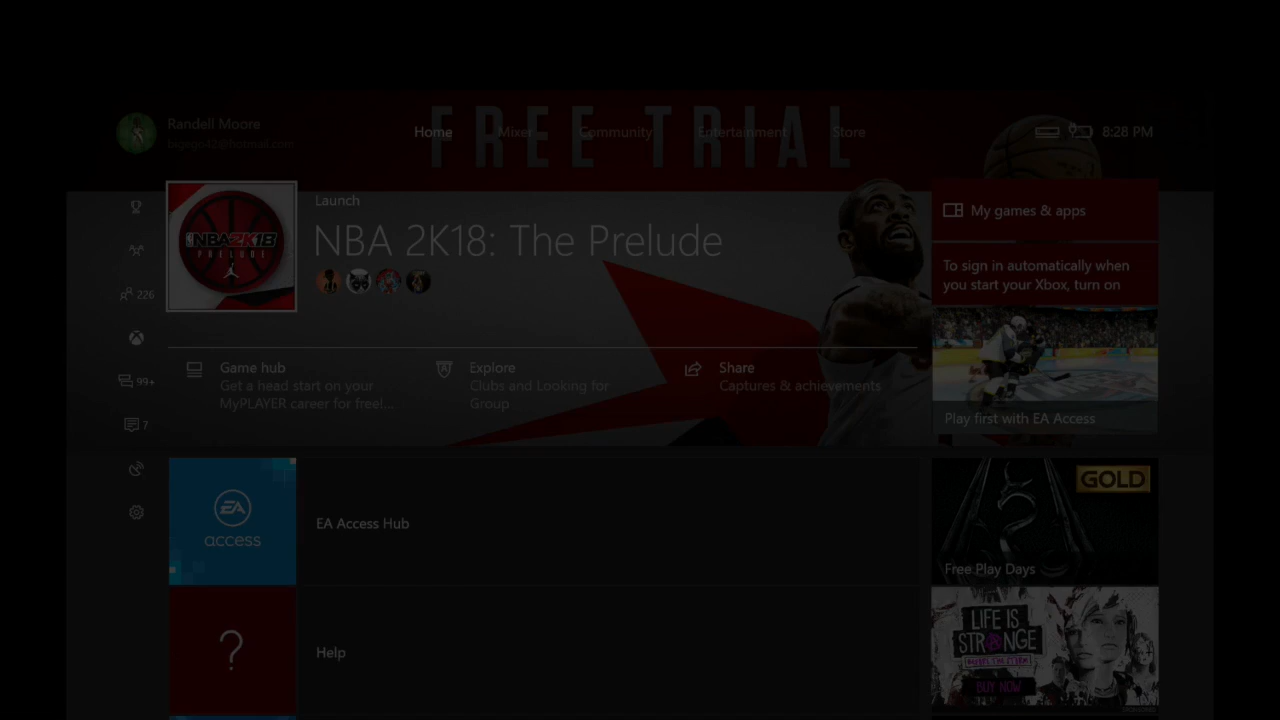 FREE TRIAL
Randell Moore
Home
Mixer
Community
Entertainment
Store
8:28 PM
Launch
NBA 2K18: The Prelude
NBA2K18
PRELUDE
My games & apps
To sign in automatically when
you start your Xbox, turn on
226
99+
7
Game hub
Get a head start on your
MyPLAYER career for freel...
Explore
Clubs and Looking for
Group
Share
Captures & achievements
Play first with EA Access
EA
access
EA Access Hub
GOLD
Free Play Days
?
Help
LIFE IS
STRANGE
BUY NOW